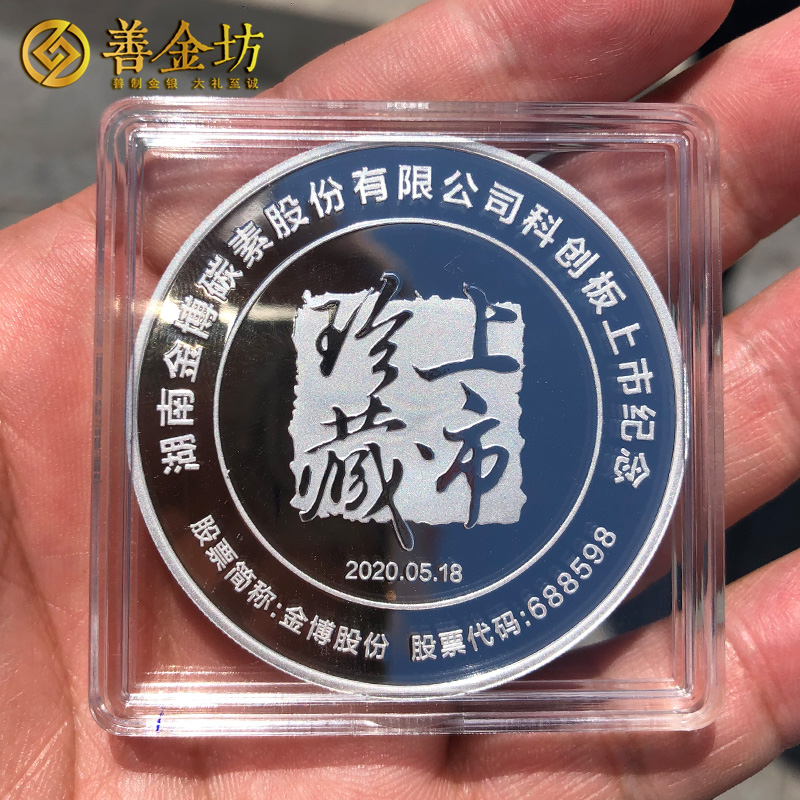 善金坊
善制金银 大礼至诚
湖南金博碳素股份有限公司科创板上市纪念
上市
珍藏
2020.05.18
股票简称:金博股份 股票代码:688598